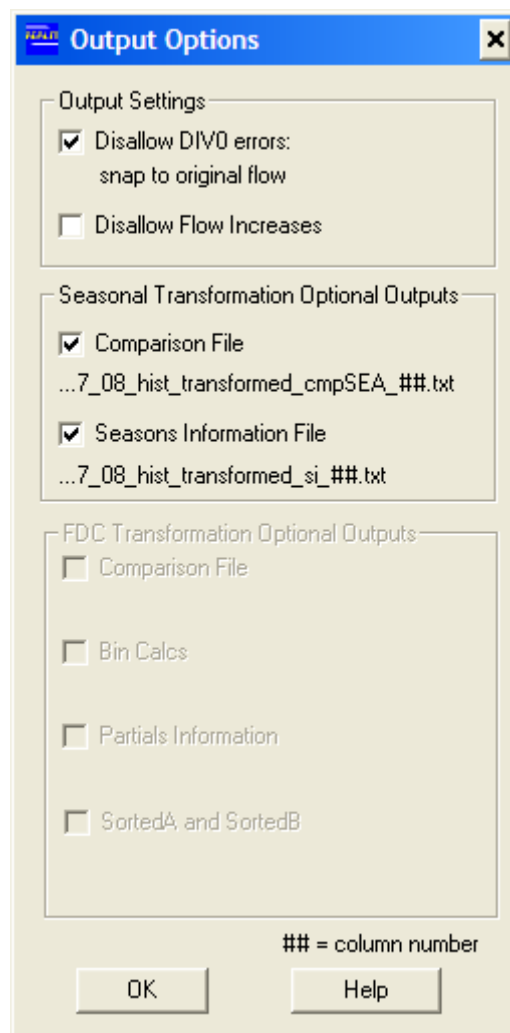 Output Options
Output Settings
Disallow DIV0 errors:
snap to original flow
Disallow Flow Increases
Seasonal Transformation Optional Outputs
Comparison File
...7_08_hist_transformed_cmpSEA_##.txt
Seasons Information File
...7_08_hist_transformed_si_##.txt
FDC Transformation Optional Outputs
Comparison File
Bin Calcs
Partials Information
SortedA and SortedB
## = column number
OK
Help